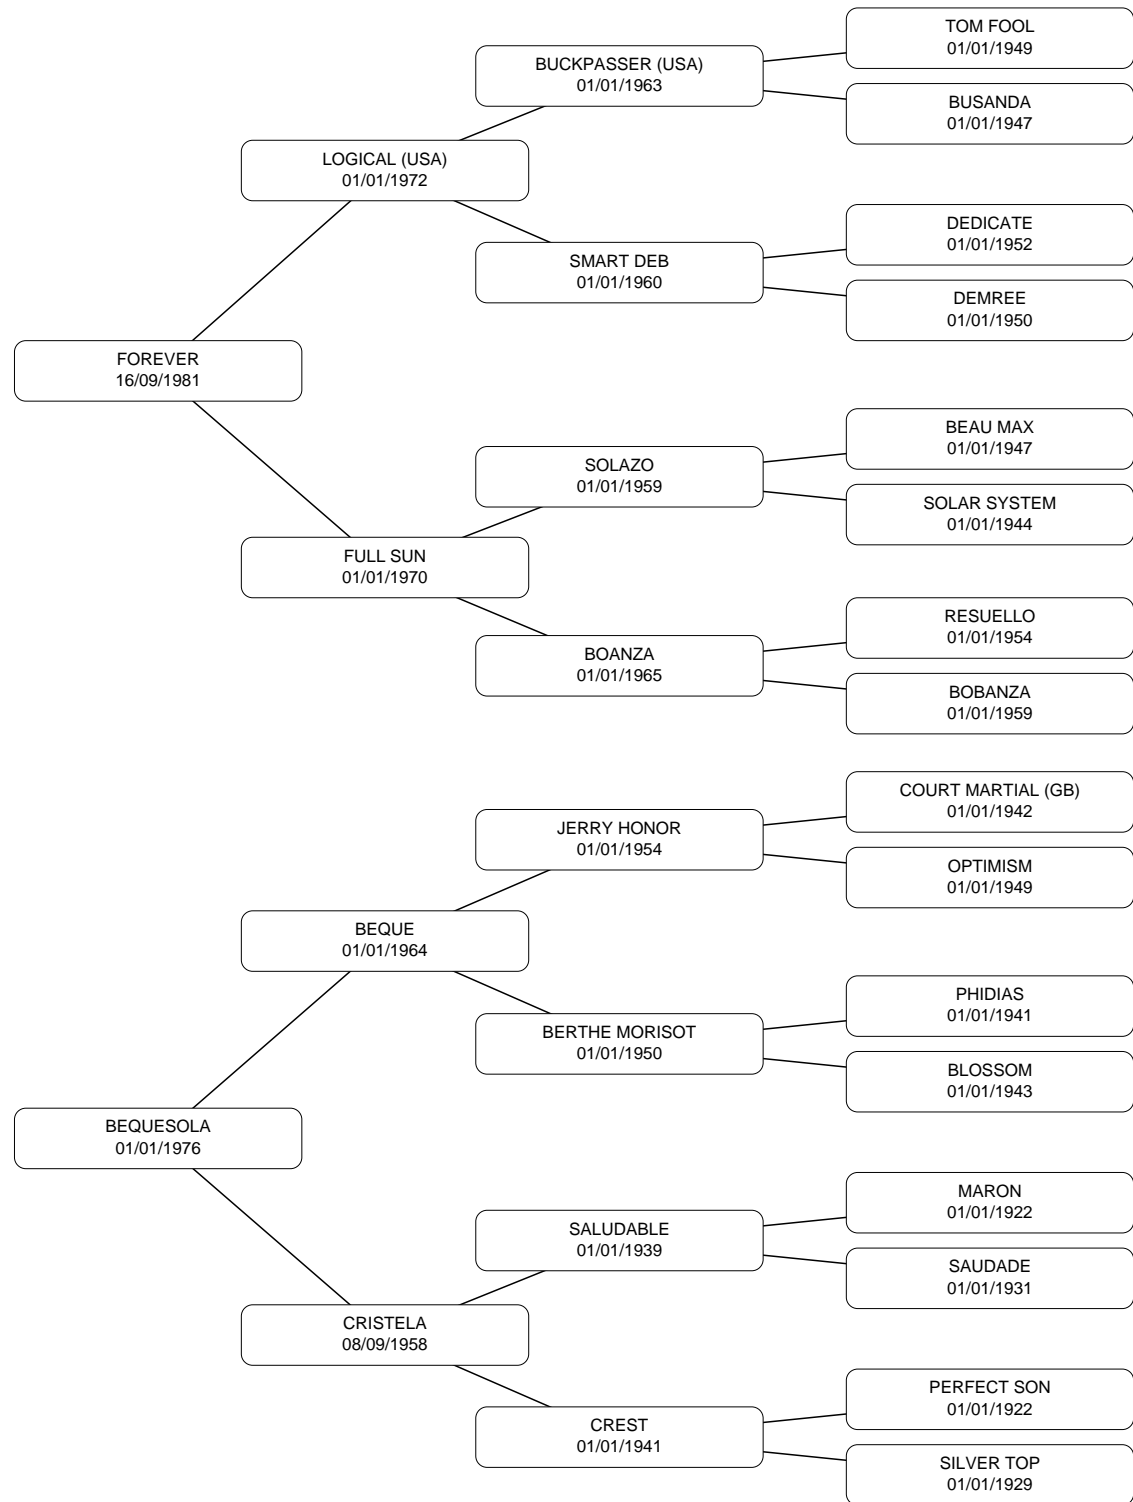 TOM FOOL
01/01/1949
BUCKPASSER (USA)
01/01/1963
BUSANDA
01/01/1947
LOGICAL (USA)
01/01/1972
DEDICATE
01/01/1952
SMART DEB
01/01/1960
DEMREE
01/01/1950
FOREVER
16/09/1981
BEAU MAX
01/01/1947
SOLAZO
01/01/1959
SOLAR SYSTEM
01/01/1944
FULL SUN
01/01/1970
RESUELLO
01/01/1954
BOANZA
01/01/1965
BOBANZA
01/01/1959
COURT MARTIAL (GB)
01/01/1942
JERRY HONOR
01/01/1954
OPTIMISM
01/01/1949
BEQUE
01/01/1964
PHIDIAS
01/01/1941
BERTHE MORISOT
01/01/1950
BLOSSOM
01/01/1943
BEQUESOLA
01/01/1976
MARON
01/01/1922
SALUDABLE
01/01/1939
SAUDADE
01/01/1931
CRISTELA
08/09/1958
PERFECT SON
01/01/1922
CREST
01/01/1941
SILVER TOP
01/01/1929